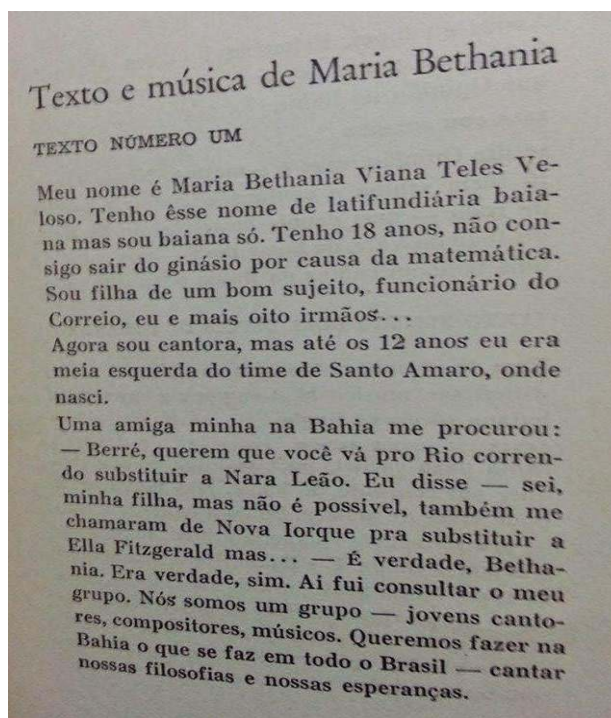 Texto e música de Maria Bethania
TEXTO NÚMERO UM
Meu nome é Maria Bethania Viana Teles Ve-
loso. Tenho êsse nome de latifundiária baia-
na mas sou baiana só. Tenho 18 anos, não con-
sigo sair do ginásio por causa da matemática.
Sou filha de um bom sujeito, funcionário do
Correio, eu e mais oito irmãos...
Agora sou cantora, mas até os 12 anos eu era
meia esquerda do time de Santo Amaro, onde
nasci.
Uma amiga minha na Bahia me procurou:
— Berré, querem que você vá pro Rio corren-
do substituir a Nara Leão. Eu disse — sei,
minha filha, mas não é possível, também me
chamaram de Nova Iorque pra substituir a
Ella Fitzgerald mas... — É verdade, Betha-
nia. Era verdade, sim. Ai fui consultar o meu
grupo. Nós somos um grupo — jovens canto-
res, compositores, músicos. Queremos fazer na
Bahia o que se faz em todo o Brasil — cantar
nossas filosofias e nossas esperanças.